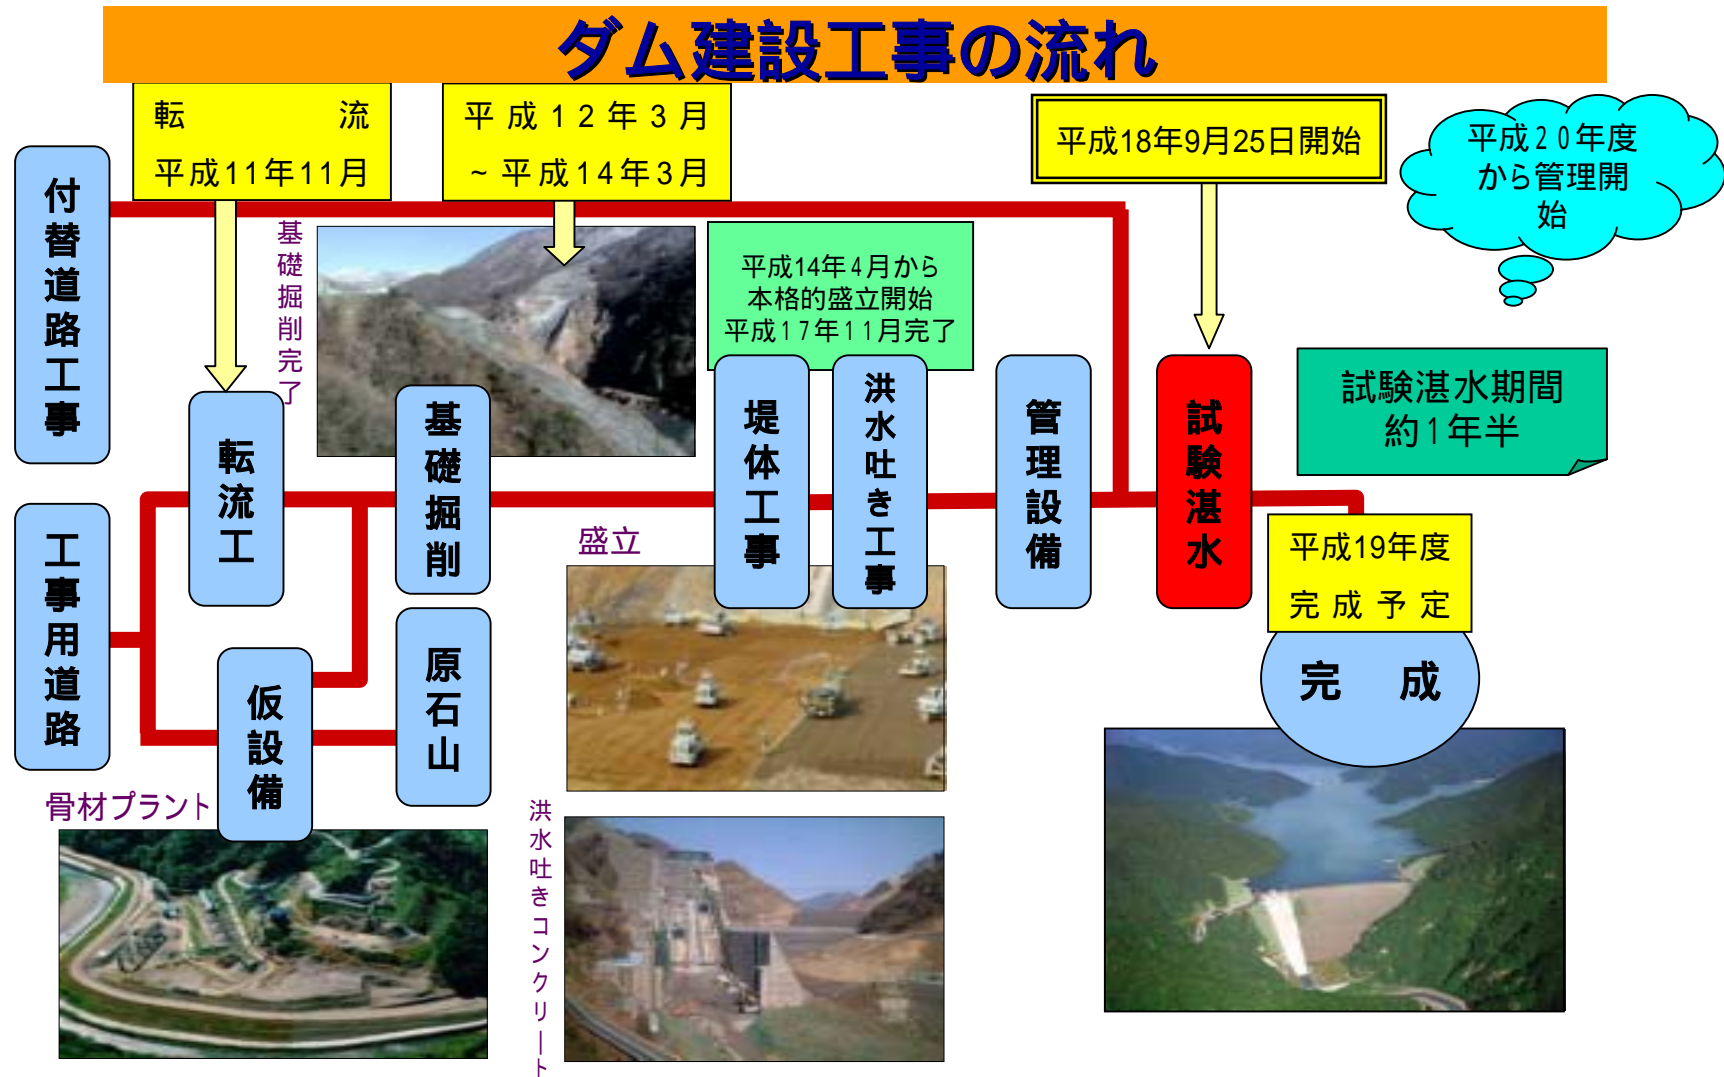 ダム建設工事の流れ
転　　　流
平成11年11月
平成12年3月
~平成14年3月
平成18年9月25日開始
平成20年度
から管理開
始
付替道路工事
基礎掘削完了
平成14年4月から
本格的盛立開始
平成17年11月完了
試験湛水期間
約1年半
転流工
基礎掘削
堤体工事
洪水吐き工事
管理設備
試験湛水
工事用道路
盛立
平成19年度
完成予定
仮設備
原石山
完　成
骨材プラント
洪水吐きコンクリート